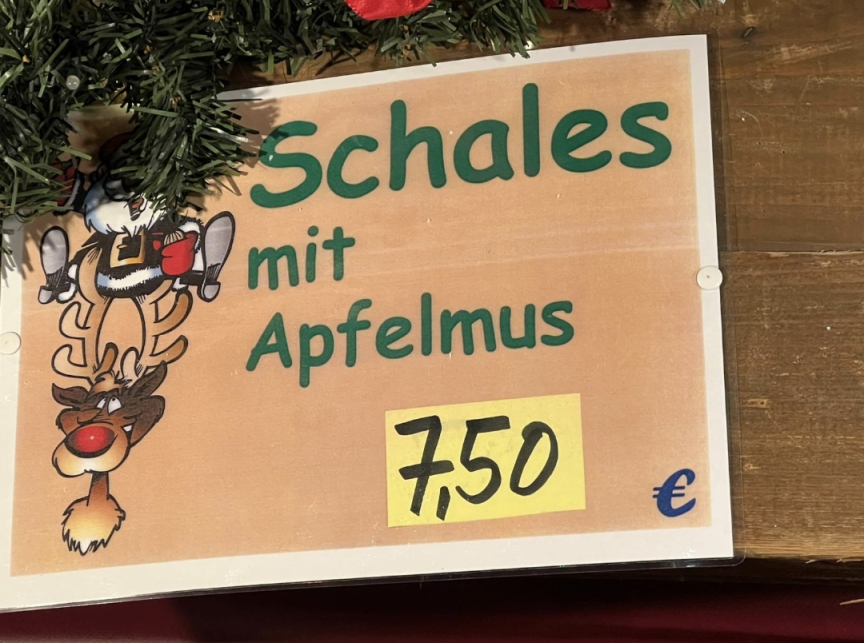 Schales
mit
Apfelmus
7,50
€